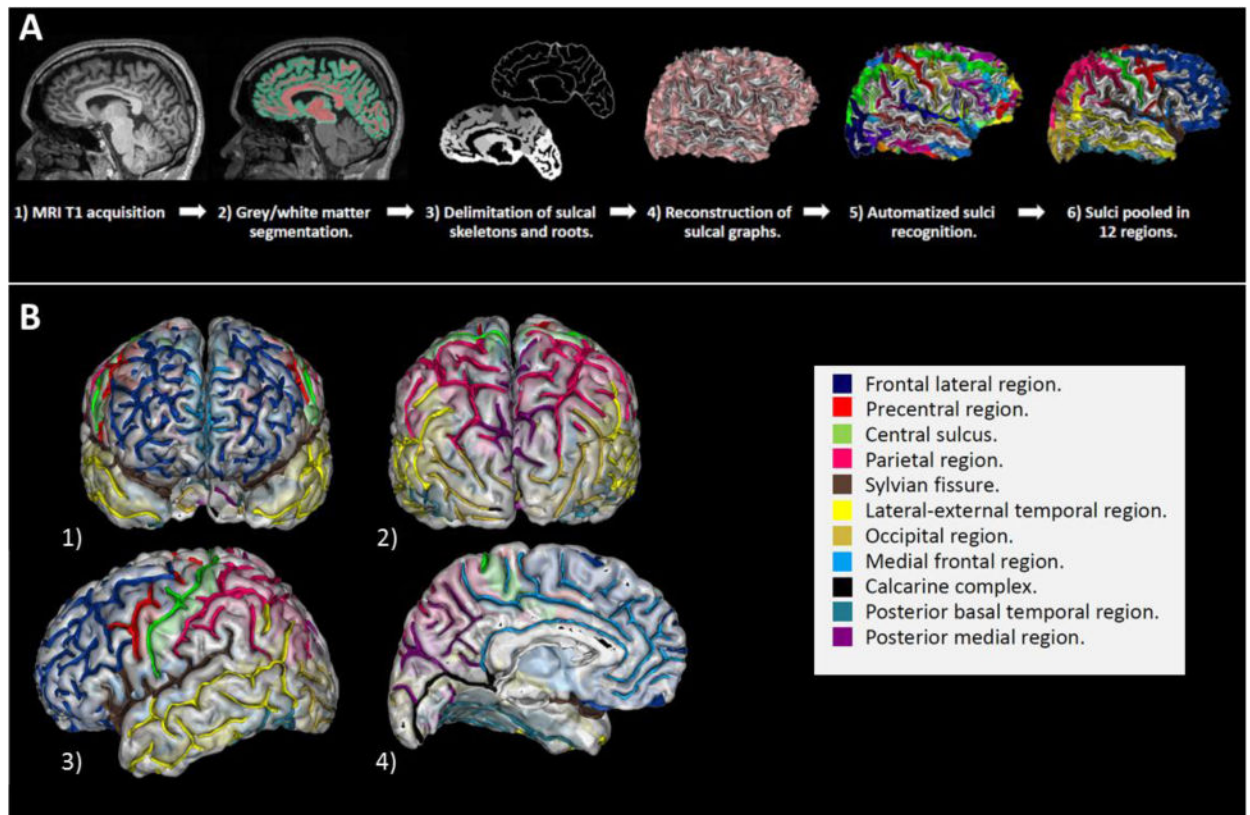 A
1) MRI T1 acquisition
2) Grey/white matter
segmentation.
3) Delimitation of sulcal
skeletons and roots.
4) Reconstruction of
sulcal graphs.
5) Automatized sulci
recognition.
6) Sulci pooled in
12 regions.
B
1)
2)
3)
4)
Frontal lateral region.
Precentral region.
Central sulcus.
Parietal region.
Sylvian fissure.
Lateral-external temporal region.
Occipital region.
Medial frontal region.
Calcarine complex.
Posterior basal temporal region.
Posterior medial region.